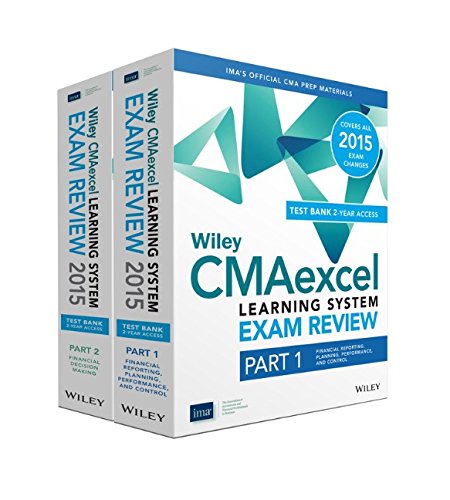 ima
Wiley CMAexcel LEARNING SYSTEM
EXAM REVIEW 2015
TEST BANK
2-YEAR ACCESS
PART 2
FINANCIAL
DECISION
MAKING
WILEY
ima
Wiley CMAexcel LEARNING SYSTEM
EXAM REVIEW 2015
TEST BANK
2-YEAR ACCESS
PART 1
FINANCIAL
REPORTING,
PLANNING,
PERFORMANCE,
AND CONTROL
WILEY
IMA'S OFFICIAL CMA PREP MATERIALS
COVERS ALL
2015
EXAM
CHANGES
TEST BANK 2-YEAR ACCESS
Wiley
CMAexcel
LEARNING SYSTEM
EXAM REVIEW
PART 1
FINANCIAL REPORTING,
PLANNING, PERFORMANCE,
AND CONTROL
ima
WILEY